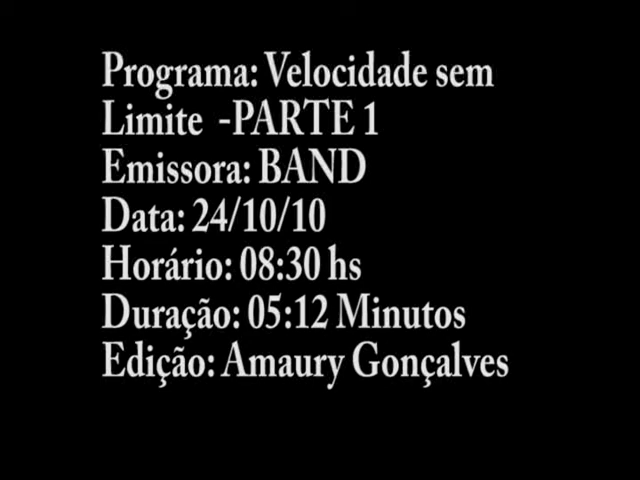 Programa: Velocidade sem
Limite -PARTE 1
Emissora: BAND
Data: 24/10/10
Horário: 08:30 hs
Duração: 05:12 Minutos
Edição: Amaury Gonçalves